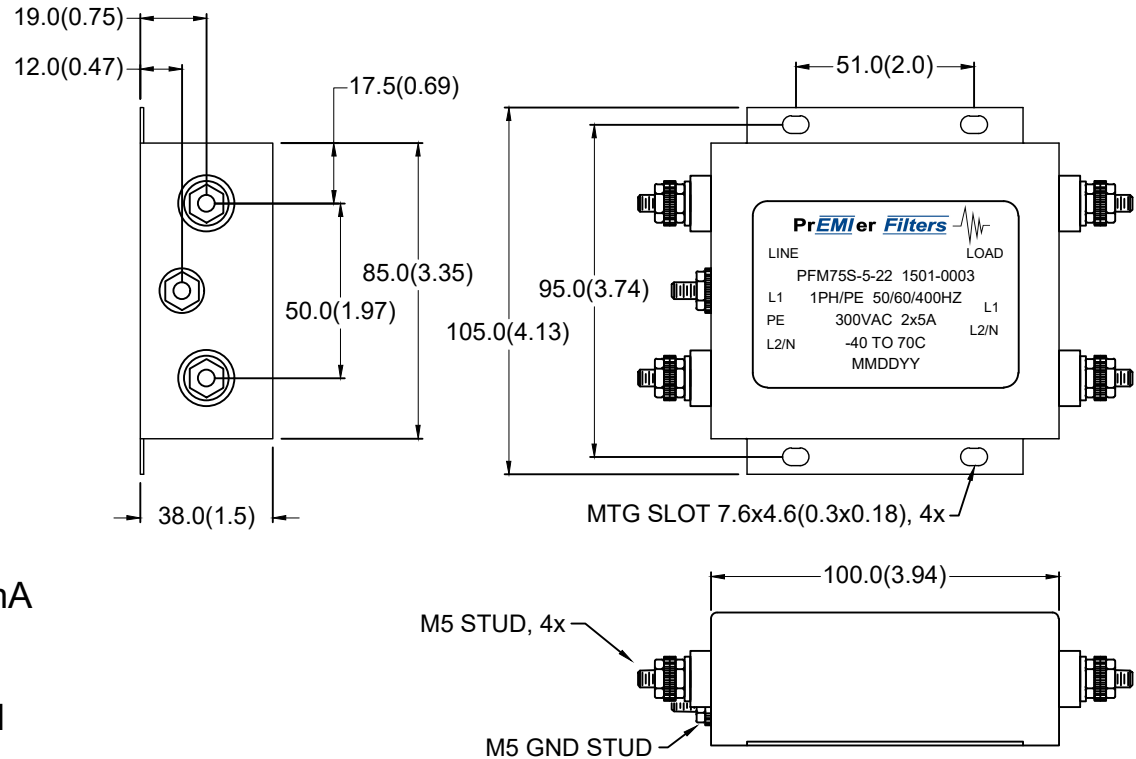 19.0(0.75)
12.0(0.47)
17.5(0.69)
51.0(2.0)
85.0(3.35)
50.0(1.97)
95.0(3.74)
105.0(4.13)
38.0(1.5)
PrEMIer Filters
LINE LOAD
PFM75S-5-22 1501-0003
L1 1PH/PE 50/60/400HZ L1
PE 300VAC 2x5A L2/N
L2/N -40 TO 70C
MMDDYY
MTG SLOT 7.6x4.6(0.3x0.18), 4x
100.0(3.94)
M5 STUD, 4x
M5 GND STUD